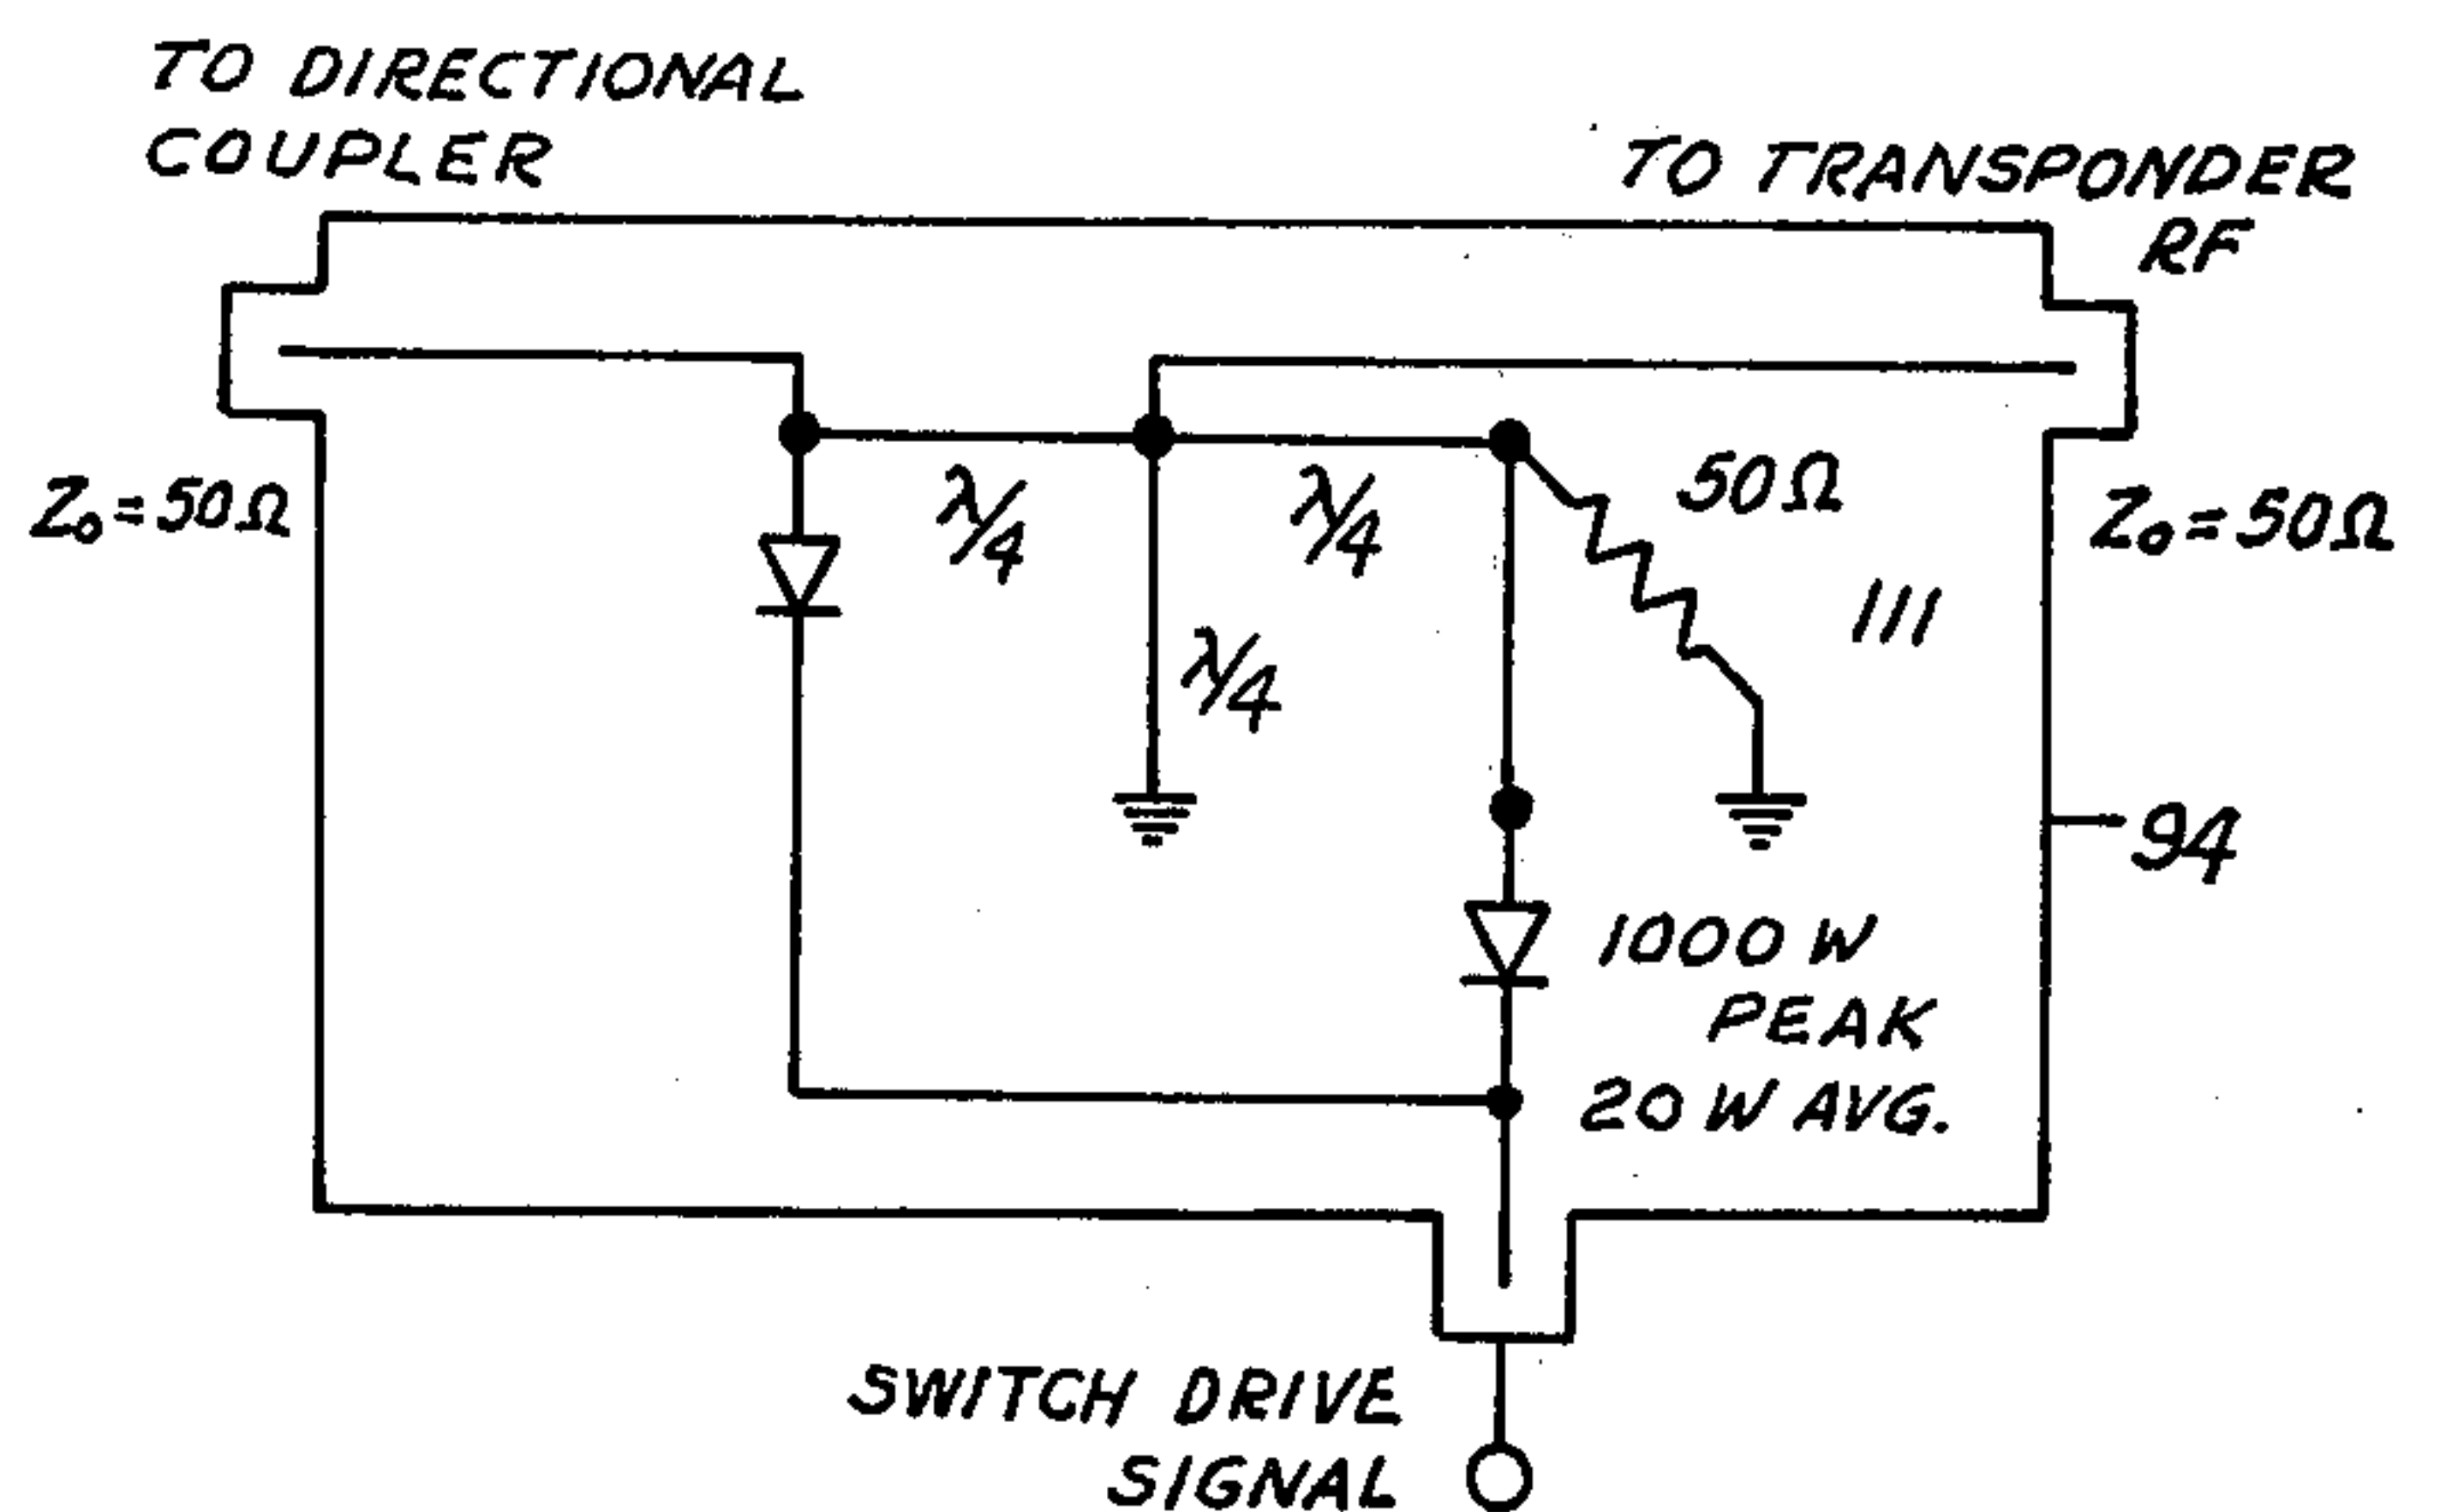 TO DIRECTIONAL
COUPLER
TO TRANSPONDER
RF
Z₀=50Ω
λ/4
λ/4
50Ω
Z₀=50Ω
111
λ/4
94
1000 W
PEAK
20 W AVG.
SWITCH DRIVE
SIGNAL